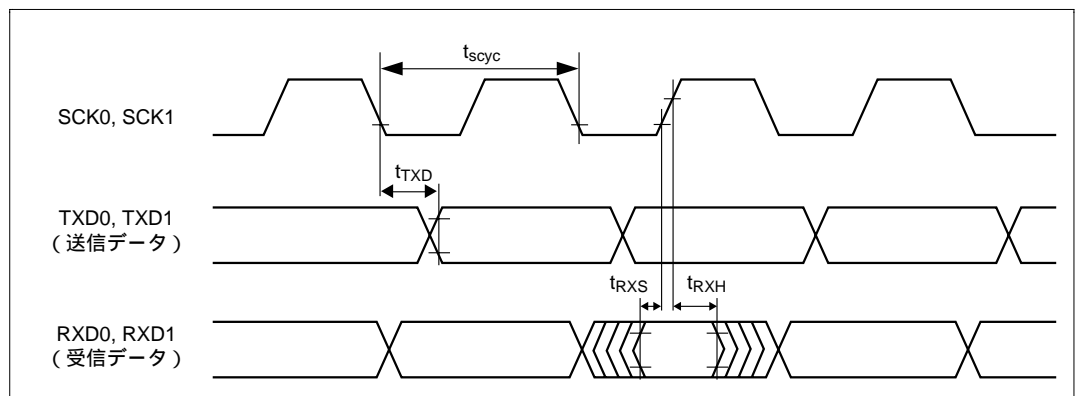 tscyc
SCK0, SCK1
tTXD
TXD0, TXD1
(送信データ)
tRXS
tRXH
RXD0, RXD1
(受信データ)